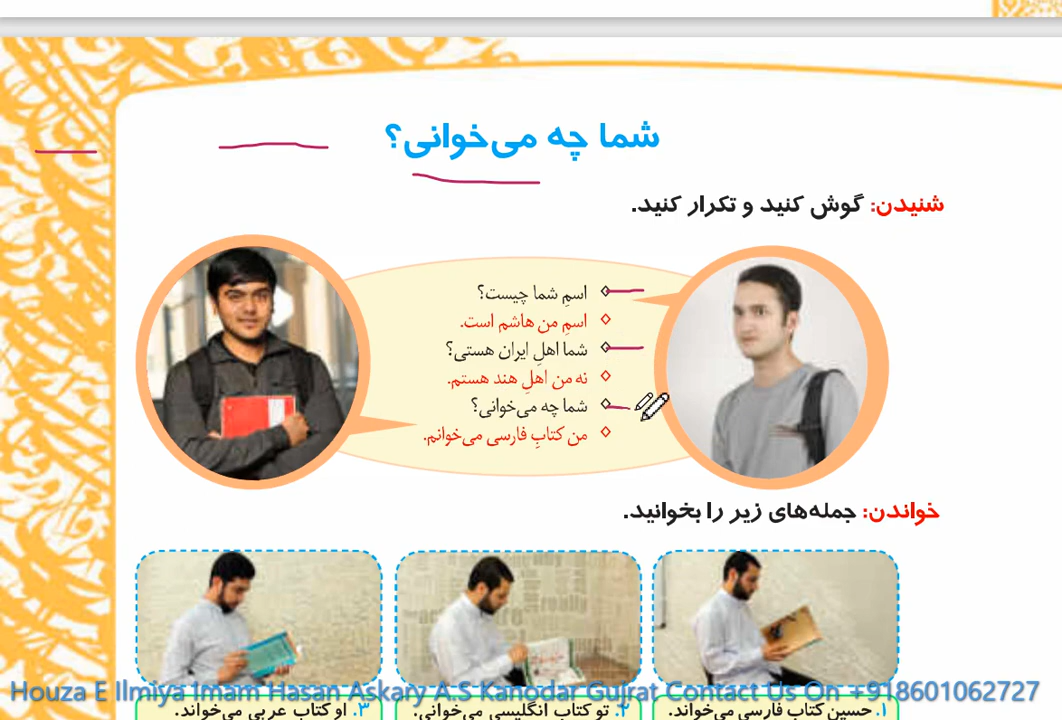 شما چه می‌خوانی؟
شنیدن: گوش کنید و تکرار کنید.
اسمِ شما چیست؟
اسمِ من هاشم است.
شما اهلِ ایران هستی؟
نه من اهلِ هند هستم.
شما چه می‌خوانی؟
من کتابِ فارسی می‌خوانم.
خواندن: جمله‌های زیر را بخوانید.
۱. حسین کتاب فارسی می‌خواند.
۲. تو کتاب انگلیسی می‌خوانی.
۳. او کتاب عربی می‌خواند.
Houza E Ilmiya Imam Hasan Askary A.S Kanodar Gujrat Contact Us On +918601062727